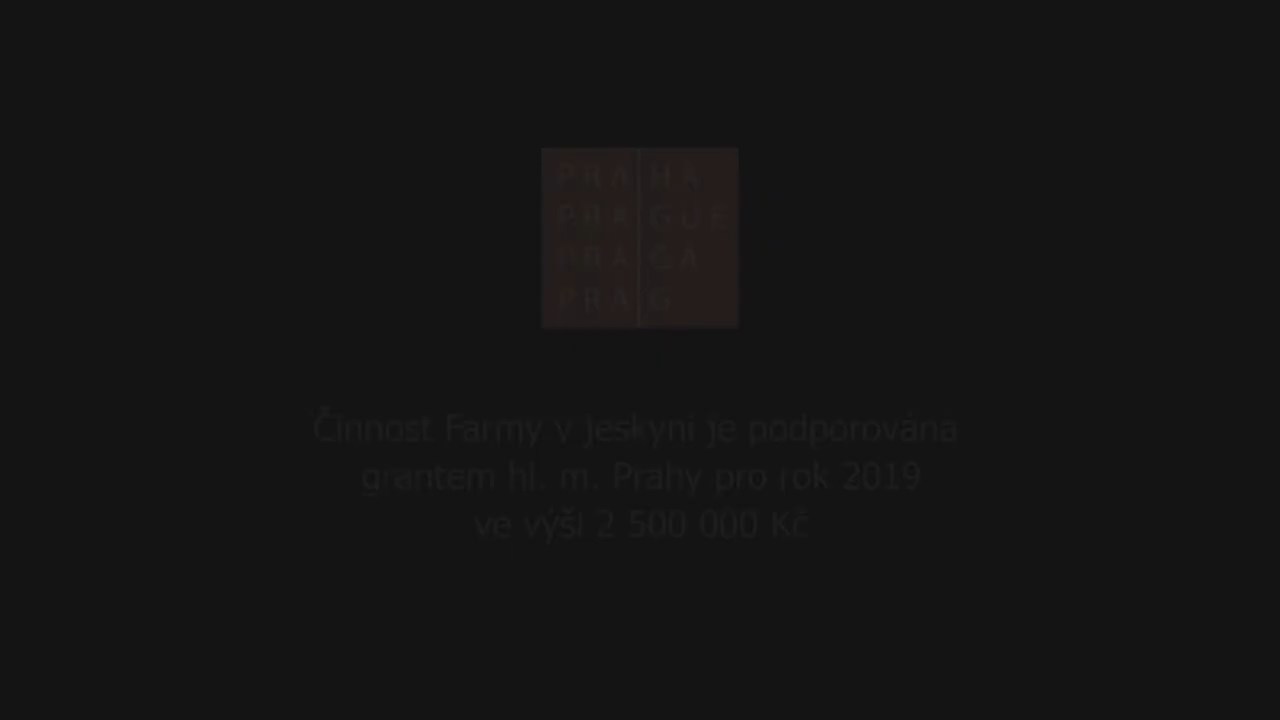 PRA HA
PRA GUE
PRA GA
PRA G
Činnost Farmy v jeskyni je podporována
grantem hl. m. Prahy pro rok 2019
ve výši 2 500 000 Kč